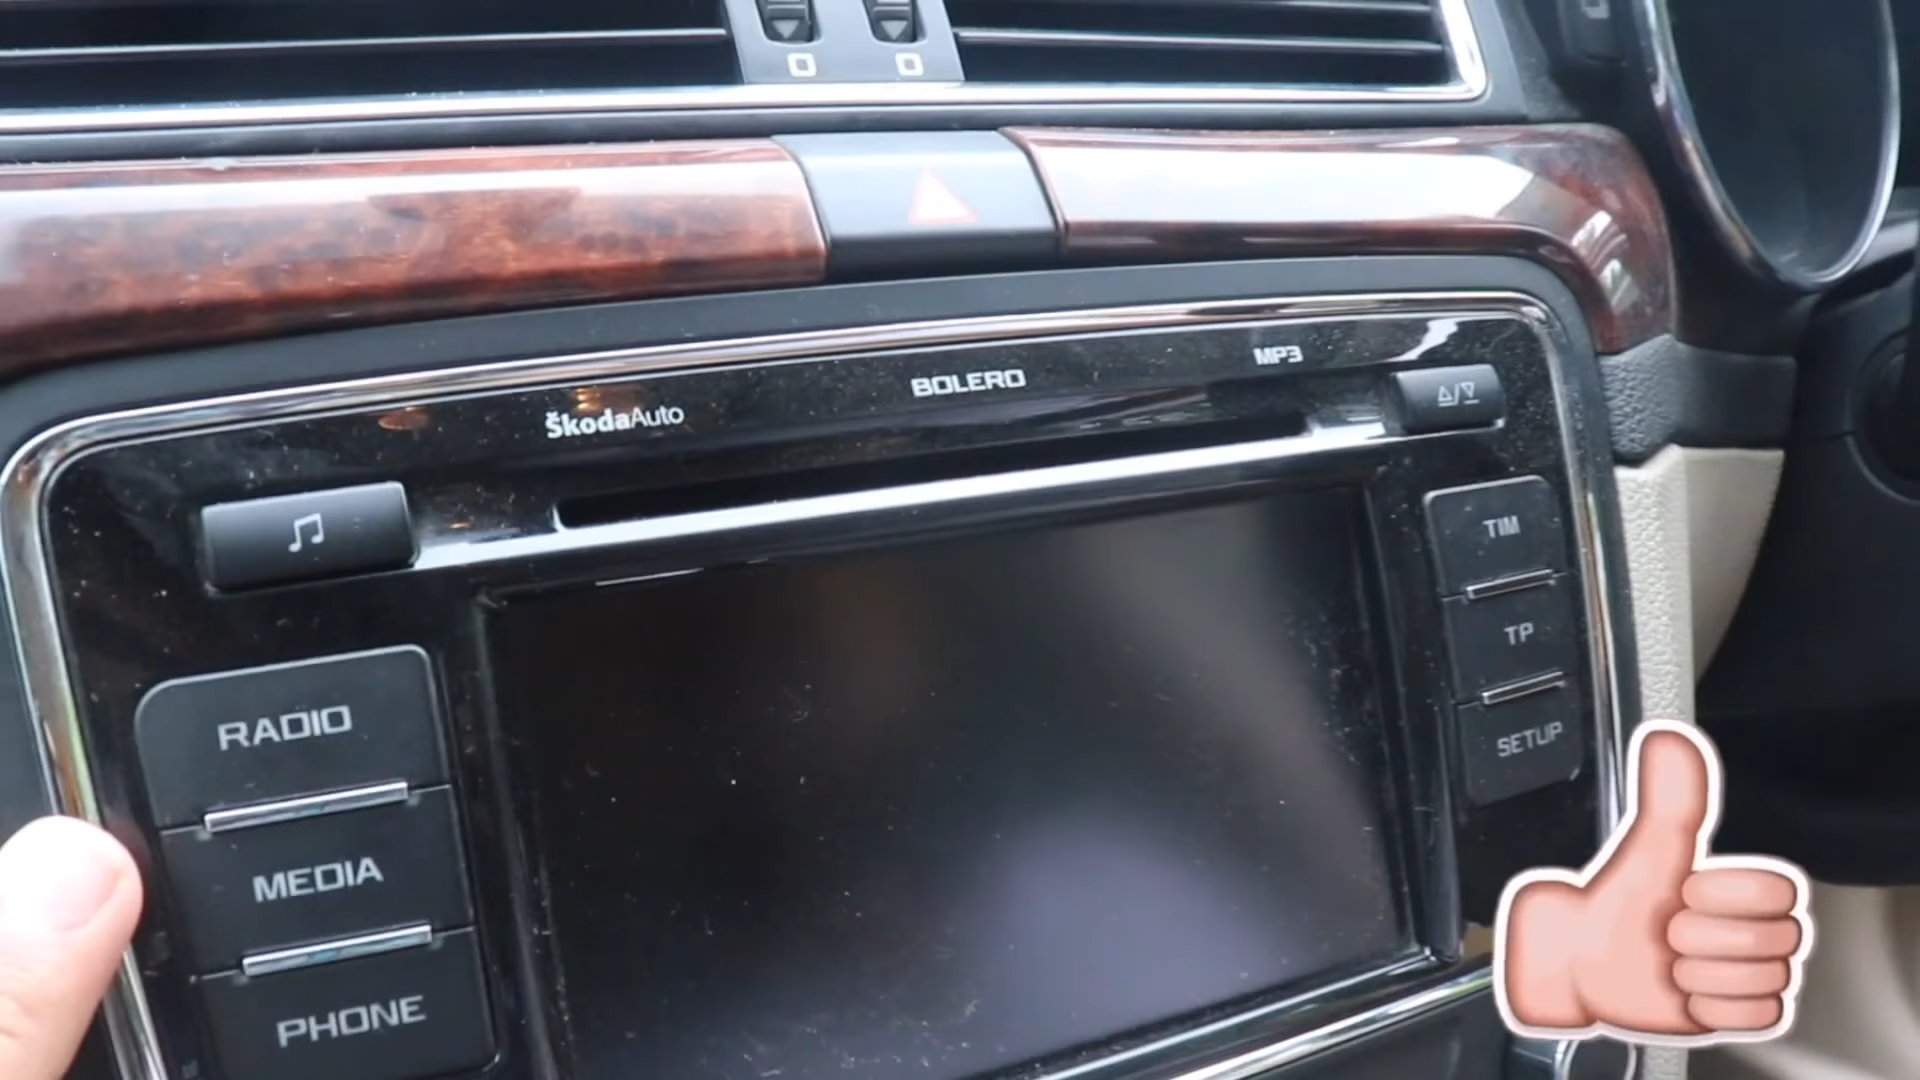 ŠkodaAuto
BOLERO
MP3
TIM
RADIO
TP
MEDIA
SETUP
PHONE